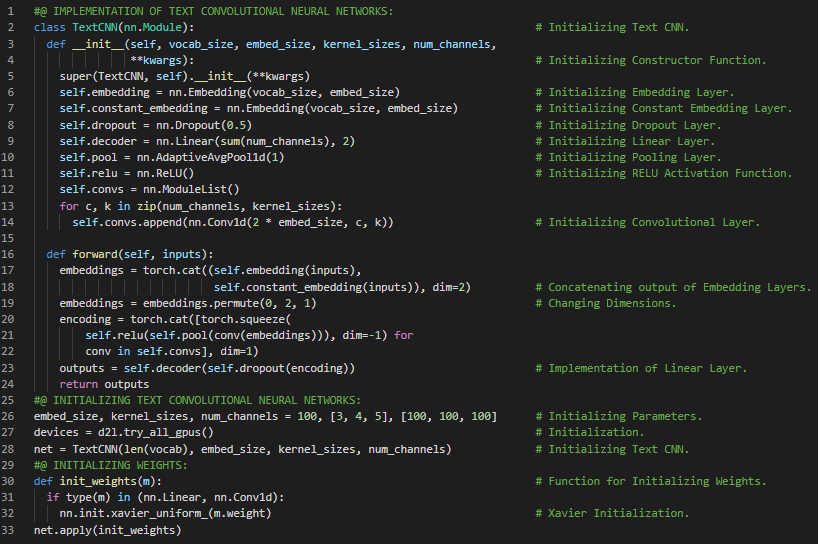 1 #@ IMPLEMENTATION OF TEXT CONVOLUTIONAL NEURAL NETWORKS:
2 class TextCNN(nn.Module): # Initializing Text CNN.
3 def __init__(self, vocab_size, embed_size, kernel_sizes, num_channels,
4 **kwargs): # Initializing Constructor Function.
5 super(TextCNN, self).__init__(**kwargs)
6 self.embedding = nn.Embedding(vocab_size, embed_size) # Initializing Embedding Layer.
7 self.constant_embedding = nn.Embedding(vocab_size, embed_size) # Initializing Constant Embedding Layer.
8 self.dropout = nn.Dropout(0.5) # Initializing Dropout Layer.
9 self.decoder = nn.Linear(sum(num_channels), 2) # Initializing Linear Layer.
10 self.pool = nn.AdaptiveAvgPool1d(1) # Initializing Pooling Layer.
11 self.relu = nn.ReLU() # Initializing RELU Activation Function.
12 self.convs = nn.ModuleList()
13 for c, k in zip(num_channels, kernel_sizes):
14 self.convs.append(nn.Conv1d(2 * embed_size, c, k)) # Initializing Convolutional Layer.
15
16 def forward(self, inputs):
17 embeddings = torch.cat((self.embedding(inputs),
18 self.constant_embedding(inputs)), dim=2) # Concatenating output of Embedding Layers.
19 embeddings = embeddings.permute(0, 2, 1) # Changing Dimensions.
20 encoding = torch.cat([torch.squeeze(
21 self.relu(self.pool(conv(embeddings))), dim=-1) for
22 conv in self.convs], dim=1)
23 outputs = self.decoder(self.dropout(encoding)) # Implementation of Linear Layer.
24 return outputs
25 #@ INITIALIZING TEXT CONVOLUTIONAL NEURAL NETWORKS:
26 embed_size, kernel_sizes, num_channels = 100, [3, 4, 5], [100, 100, 100] # Initializing Parameters.
27 devices = d2l.try_all_gpus() # Initialization.
28 net = TextCNN(len(vocab), embed_size, kernel_sizes, num_channels) # Initializing Text CNN.
29 #@ INITIALIZING WEIGHTS:
30 def init_weights(m): # Function for Initializing Weights.
31 if type(m) in (nn.Linear, nn.Conv1d):
32 nn.init.xavier_uniform_(m.weight) # Xavier Initialization.
33 net.apply(init_weights)